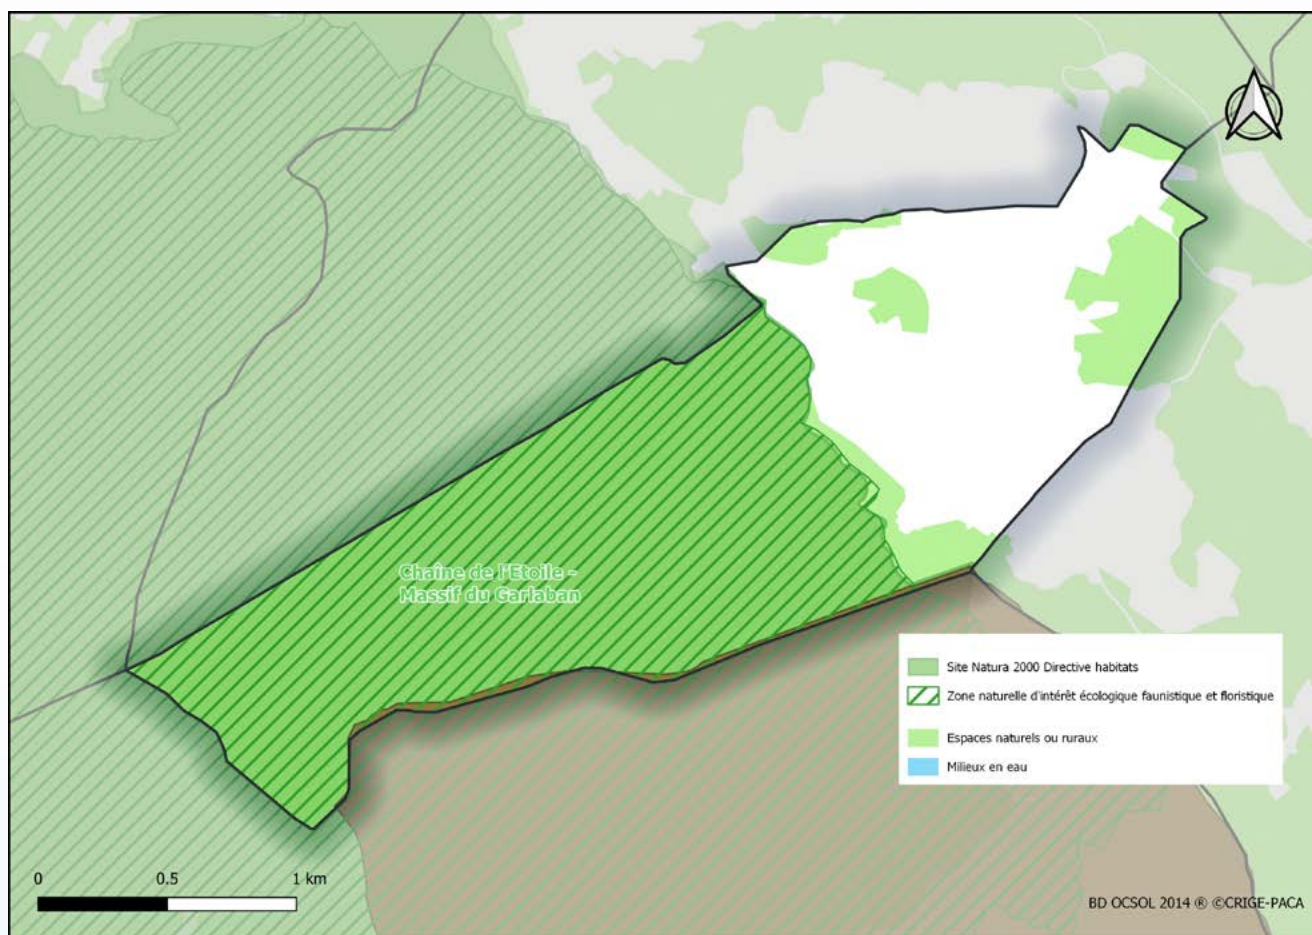 Chaîne de l'Etoile -
Massif du Garlaban
Site Natura 2000 Directive habitats
Zone naturelle d'intérêt écologique faunistique et floristique
Espaces naturels ou ruraux
Milieux en eau
0 0.5 1 km
BD OCSOL 2014 ® ©CRIGE-PACA